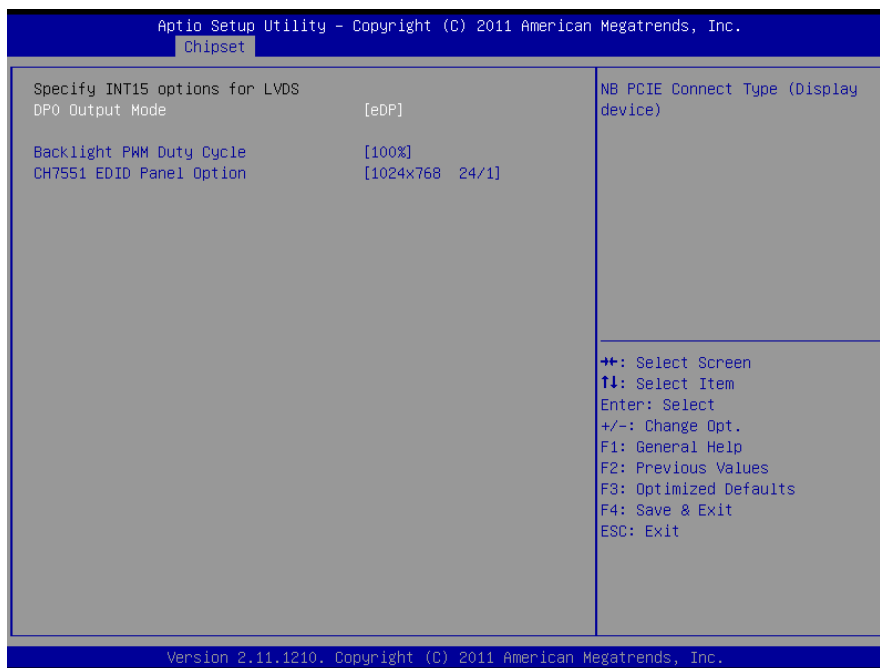 Aptio Setup Utility – Copyright (C) 2011 American Megatrends, Inc.
Chipset
Specify INT15 options for LVDS
DP0 Output Mode [eDP]
Backlight PWM Duty Cycle [100%]
CH7551 EDID Panel Option [1024x768 24/1]
NB PCIE Connect Type (Display
device)
→←: Select Screen
↑↓: Select Item
Enter: Select
+/-: Change Opt.
F1: General Help
F2: Previous Values
F3: Optimized Defaults
F4: Save & Exit
ESC: Exit
Version 2.11.1210. Copyright (C) 2011 American Megatrends, Inc.